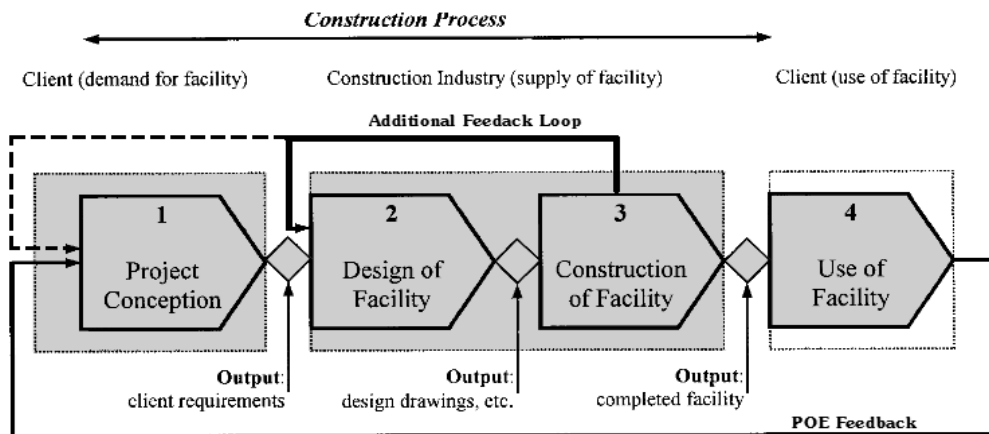 Construction Process
Client (demand for facility)
Construction Industry (supply of facility)
Client (use of facility)
Additional Feedack Loop
1
Project
Conception
2
Design of
Facility
3
Construction
of Facility
4
Use of
Facility
Output:
client requirements
Output:
design drawings, etc.
Output:
completed facility
POE Feedback